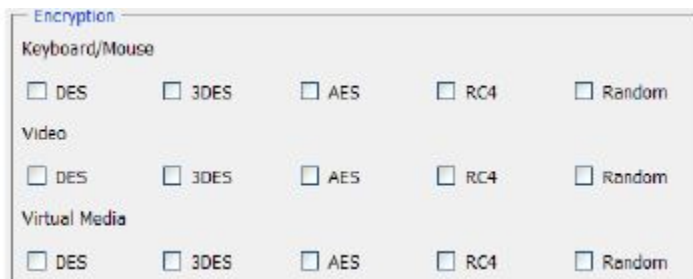 Encryption
Keyboard/Mouse
DES 3DES AES RC4 Random
Video
DES 3DES AES RC4 Random
Virtual Media
DES 3DES AES RC4 Random